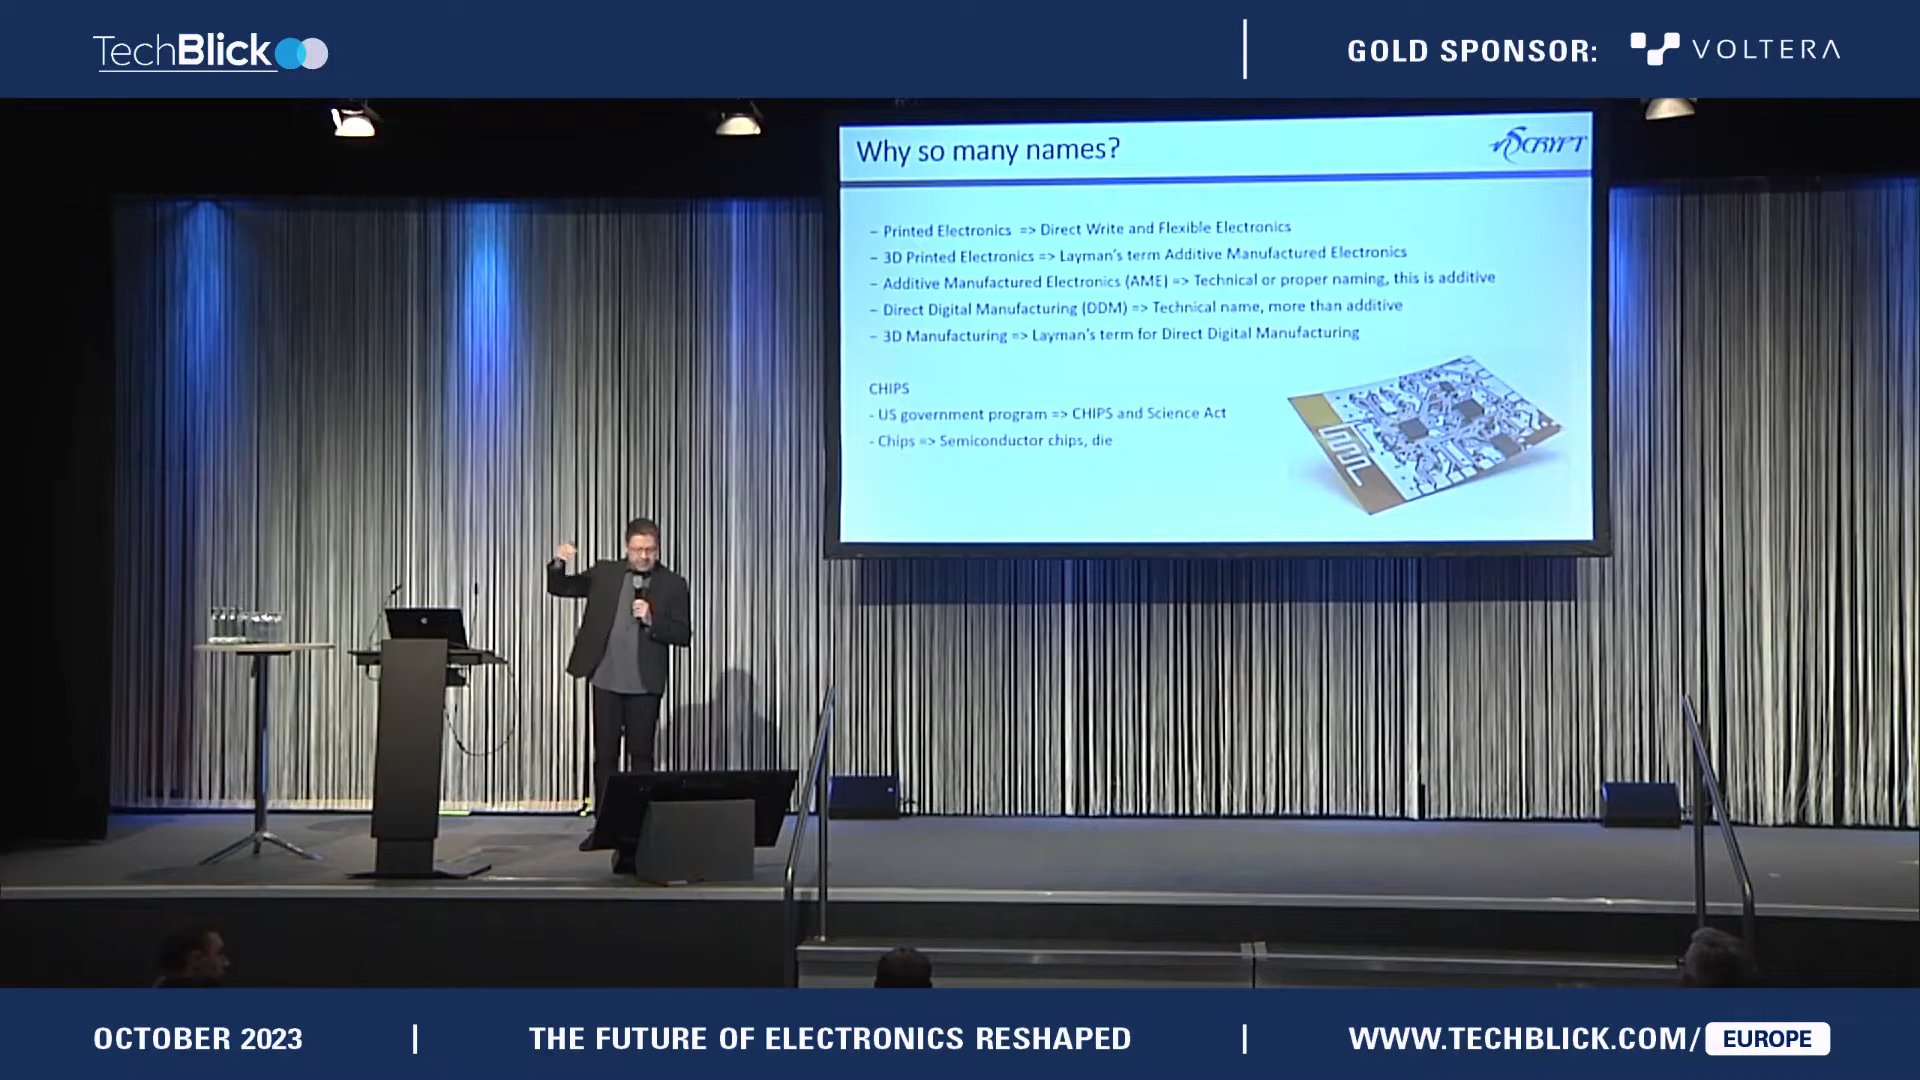 TechBlick
GOLD SPONSOR: VOLTERA
Why so many names?
nSCRYPT
– Printed Electronics => Direct Write and Flexible Electronics
– 3D Printed Electronics => Layman's term Additive Manufactured Electronics
– Additive Manufactured Electronics (AME) => Technical or proper naming, this is additive
– Direct Digital Manufacturing (DDM) => Technical name, more than additive
– 3D Manufacturing => Layman's term for Direct Digital Manufacturing
CHIPS
- US government program => CHIPS and Science Act
- Chips => Semiconductor chips, die
OCTOBER 2023 | THE FUTURE OF ELECTRONICS RESHAPED | WWW.TECHBLICK.COM/ EUROPE